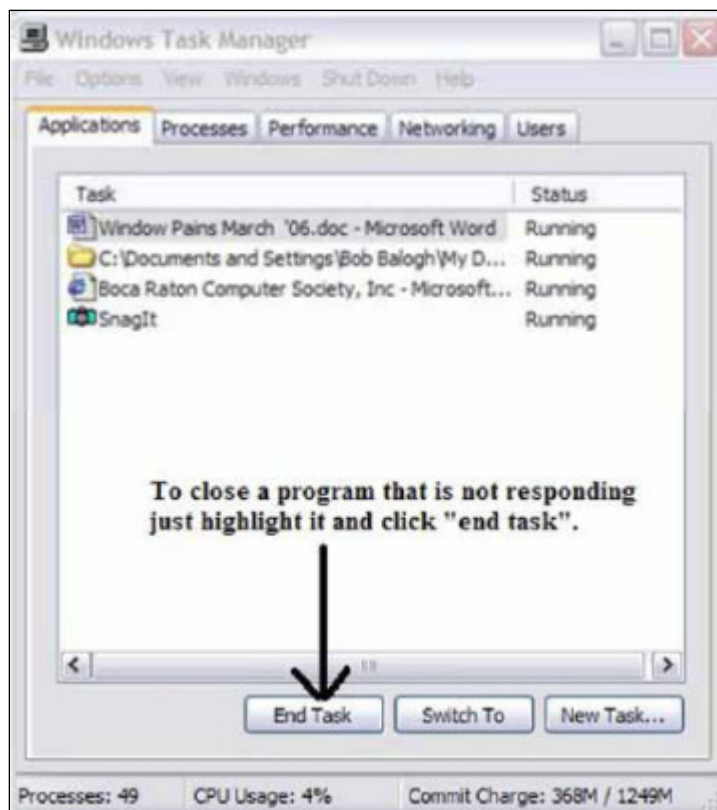 Windows Task Manager
File Options View Windows Shut Down Help
Applications Processes Performance Networking Users
Task Status
Window Pains March '06.doc - Microsoft Word Running
C:\Documents and Settings\Bob Balogh\My D... Running
Boca Raton Computer Society, Inc - Microsoft... Running
SnagIt Running
To close a program that is not responding
just highlight it and click "end task".
End Task Switch To New Task...
Processes: 49 CPU Usage: 4% Commit Charge: 368M / 1249M